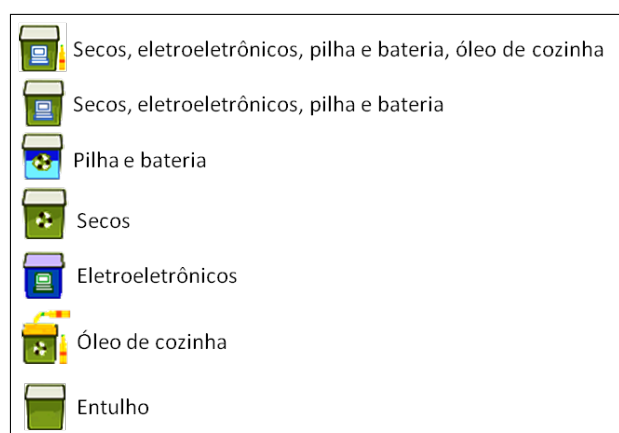 Secos, eletroeletrônicos, pilha e bateria, óleo de cozinha
Secos, eletroeletrônicos, pilha e bateria
Pilha e bateria
Secos
Eletroeletrônicos
Óleo de cozinha
Entulho